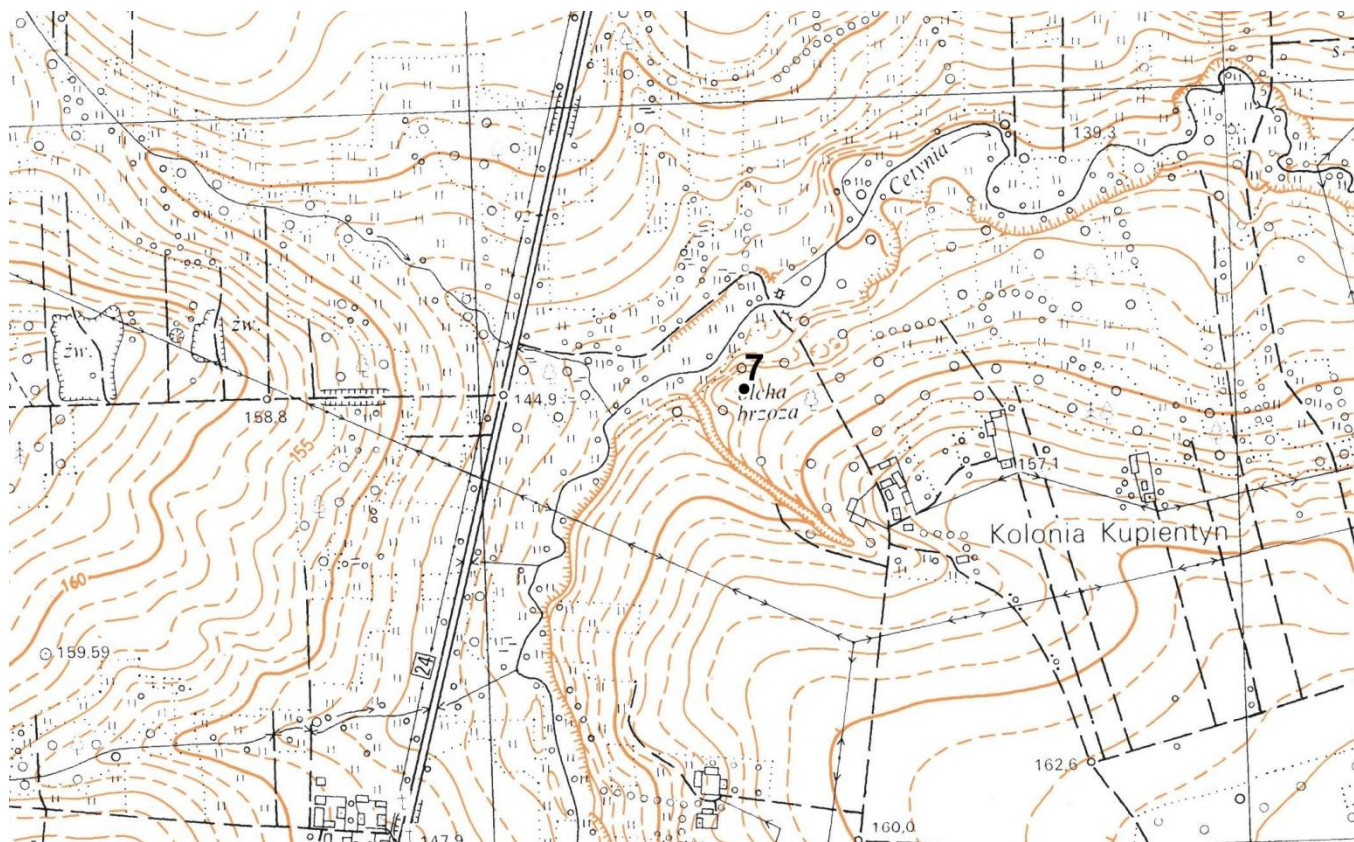 s-
139,3
Cetynia
zw.
zw.
7
144,9
158,8
łcha
brzoza
155
157,1
Kolonia Kupientyn
160
159,59
24
162,6
160,0
147,9